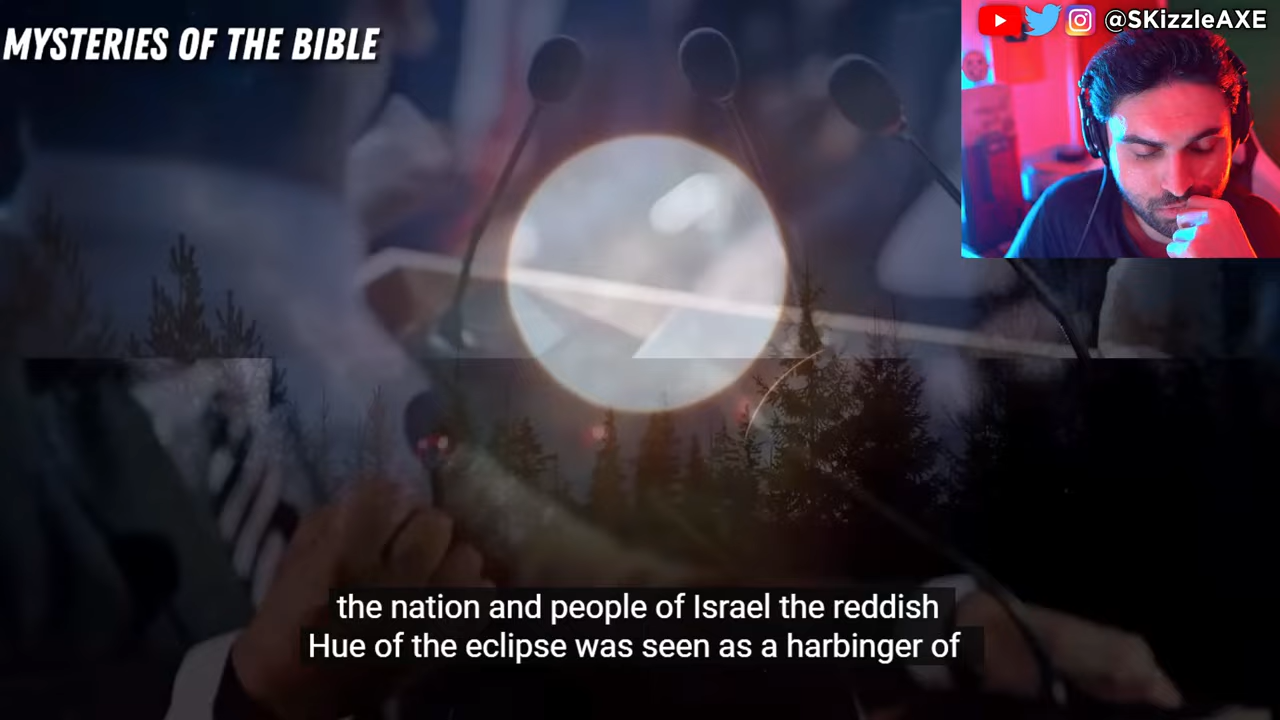 MYSTERIES OF THE BIBLE
@SKizzleAXE
the nation and people of Israel the reddish
Hue of the eclipse was seen as a harbinger of